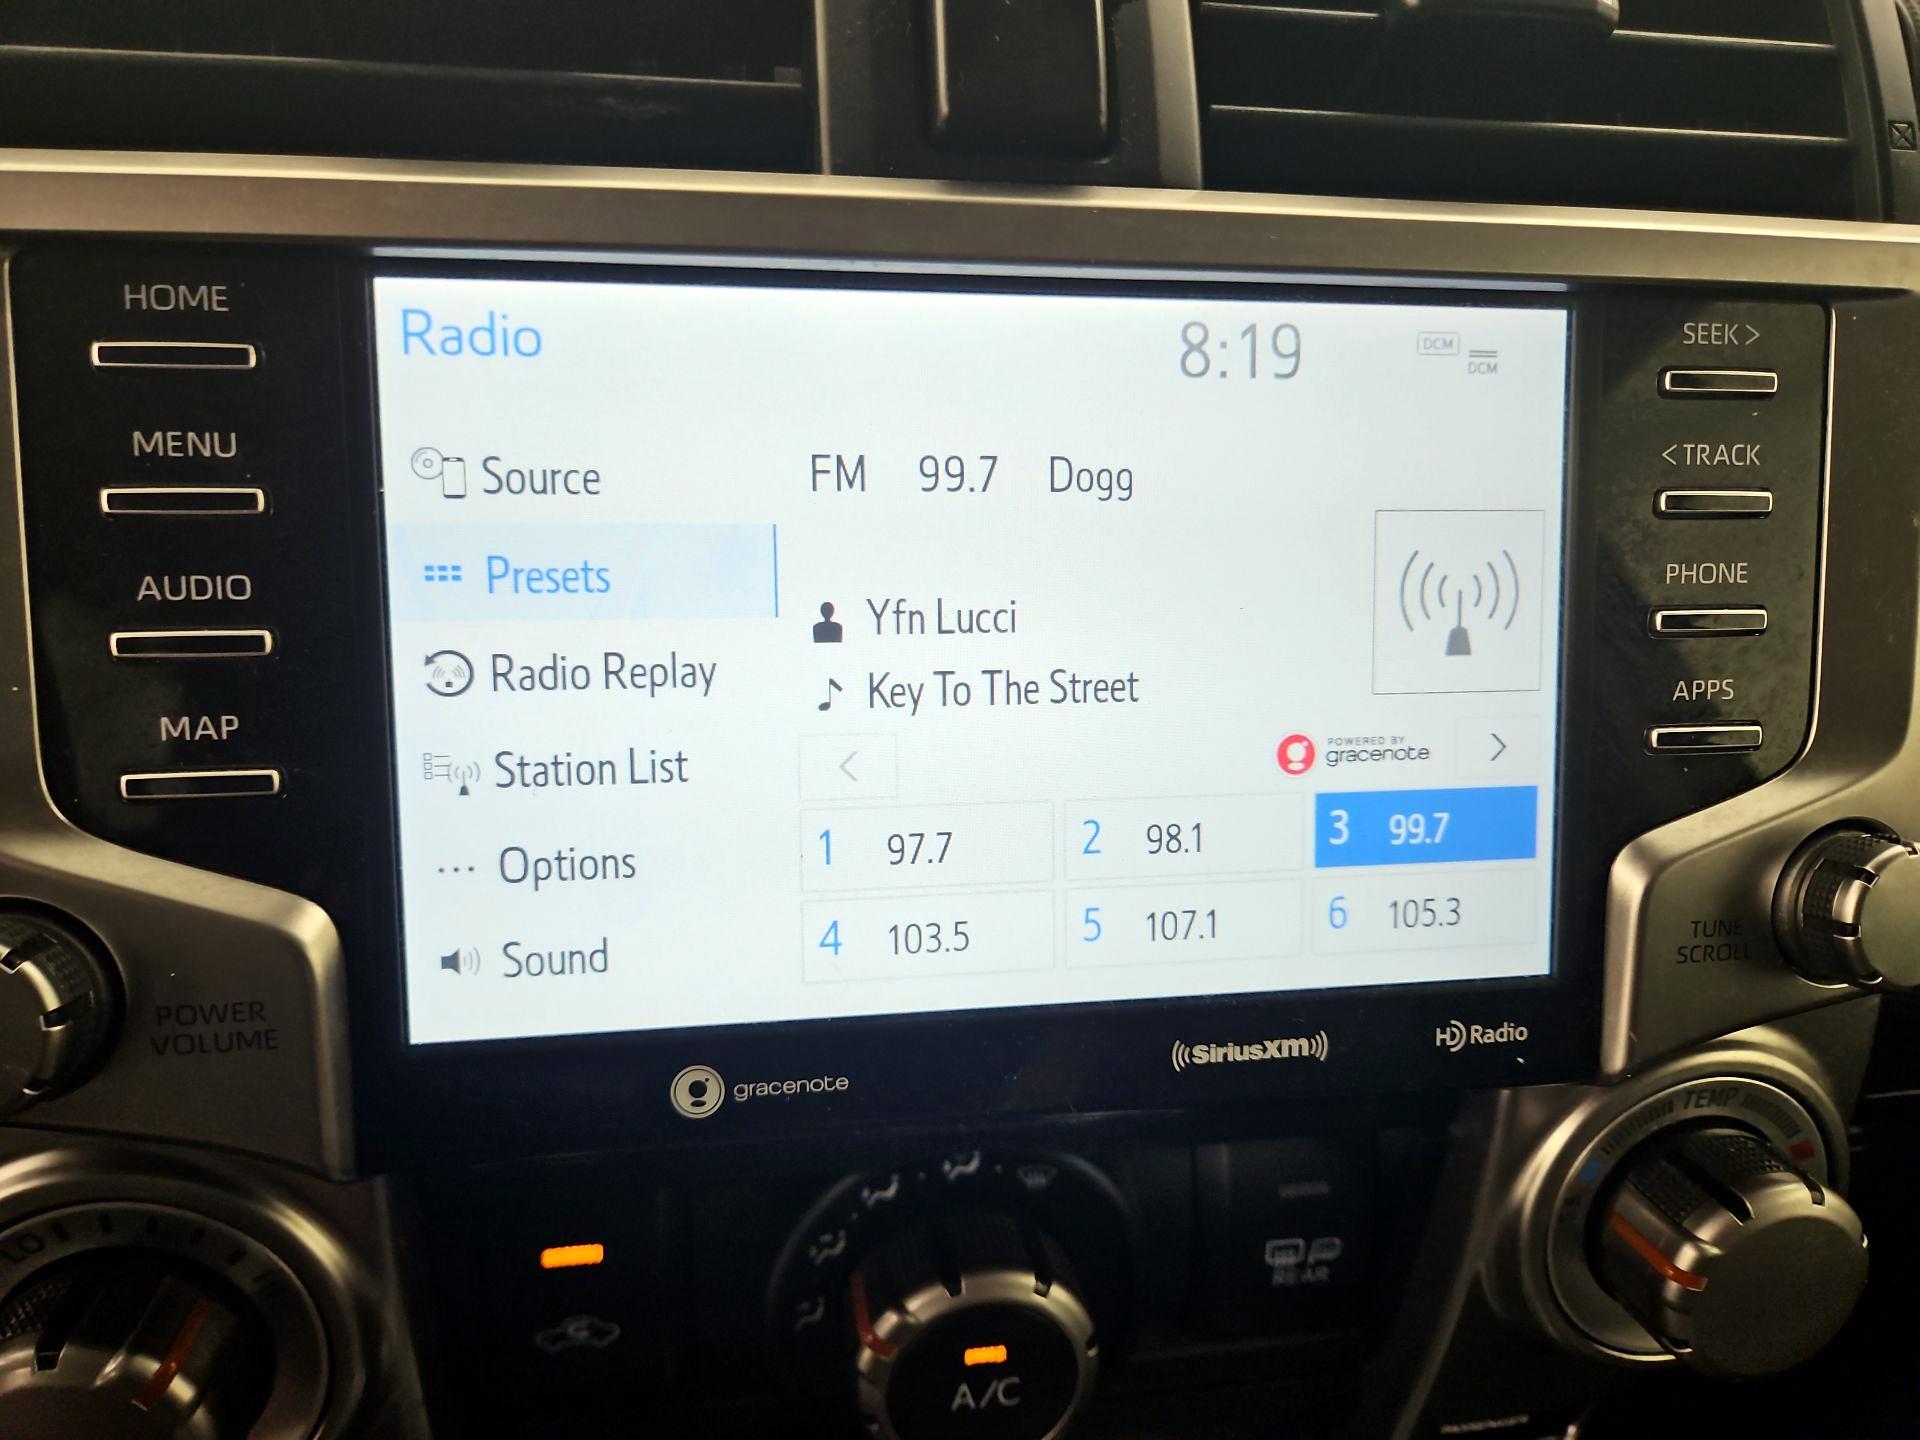 HOME
MENU
AUDIO
MAP
POWER
VOLUME
Radio
8:19
DCM
DCM
Source
Presets
Radio Replay
Station List
... Options
Sound
FM 99.7 Dogg
Yfn Lucci
Key To The Street
<
POWERED BY
gracenote
>
1 97.7
2 98.1
3 99.7
4 103.5
5 107.1
6 105.3
SEEK >
< TRACK
PHONE
APPS
TUNE
SCROLL
gracenote
((SiriusXM))
HD Radio
LO
TEMP
REAR
A/C
PASSENGER